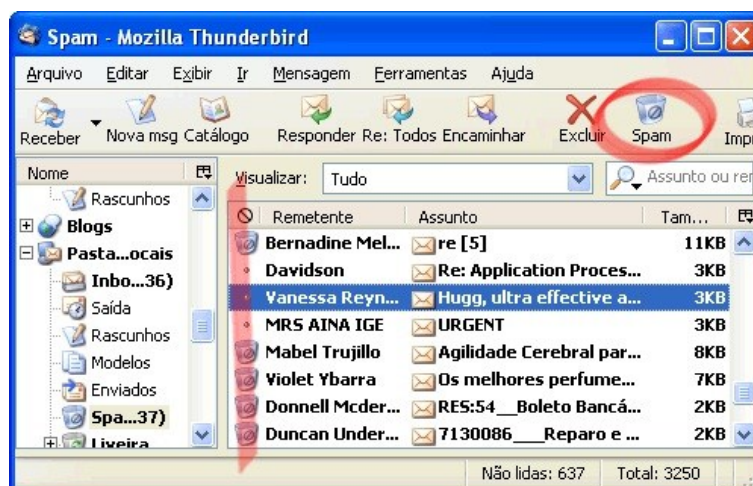 Spam - Mozilla Thunderbird
Arquivo Editar Exibir Ir Mensagem Ferramentas Ajuda
Receber Nova msg Catálogo Responder Re: Todos Encaminhar Excluir Spam Impr
Nome
Rascunhos
Blogs
Pasta...ocais
Inbo...36)
Saída
Rascunhos
Modelos
Enviados
Spa...37)
Liveira
Visualizar: Tudo Assunto ou rem
Remetente Assunto Tam...
Bernadine Mel... re [5] 11KB
Davidson Re: Application Proces... 3KB
Vanessa Reyn... Hugg, ultra effective a... 3KB
MRS AINA IGE URGENT 3KB
Mabel Trujillo Agilidade Cerebral par... 8KB
Violet Ybarra Os melhores perfume... 7KB
Donnell Mcder... RES:54__Boleto Bancá... 2KB
Duncan Under... 7130086___Reparo e ... 2KB
Não lidas: 637 Total: 3250